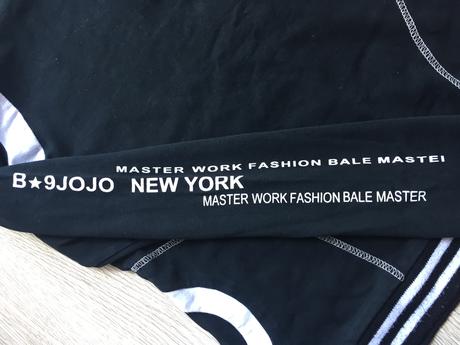 MASTER WORK FASHION BALE MASTEI
B★9JOJO NEW YORK
MASTER WORK FASHION BALE MASTER